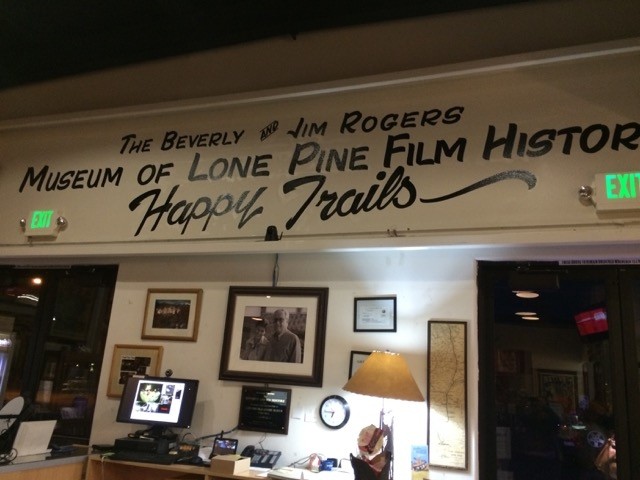 The Beverly and Jim Rogers
Museum of Lone Pine Film Histor
Happy Trails
EXIT
EXIT